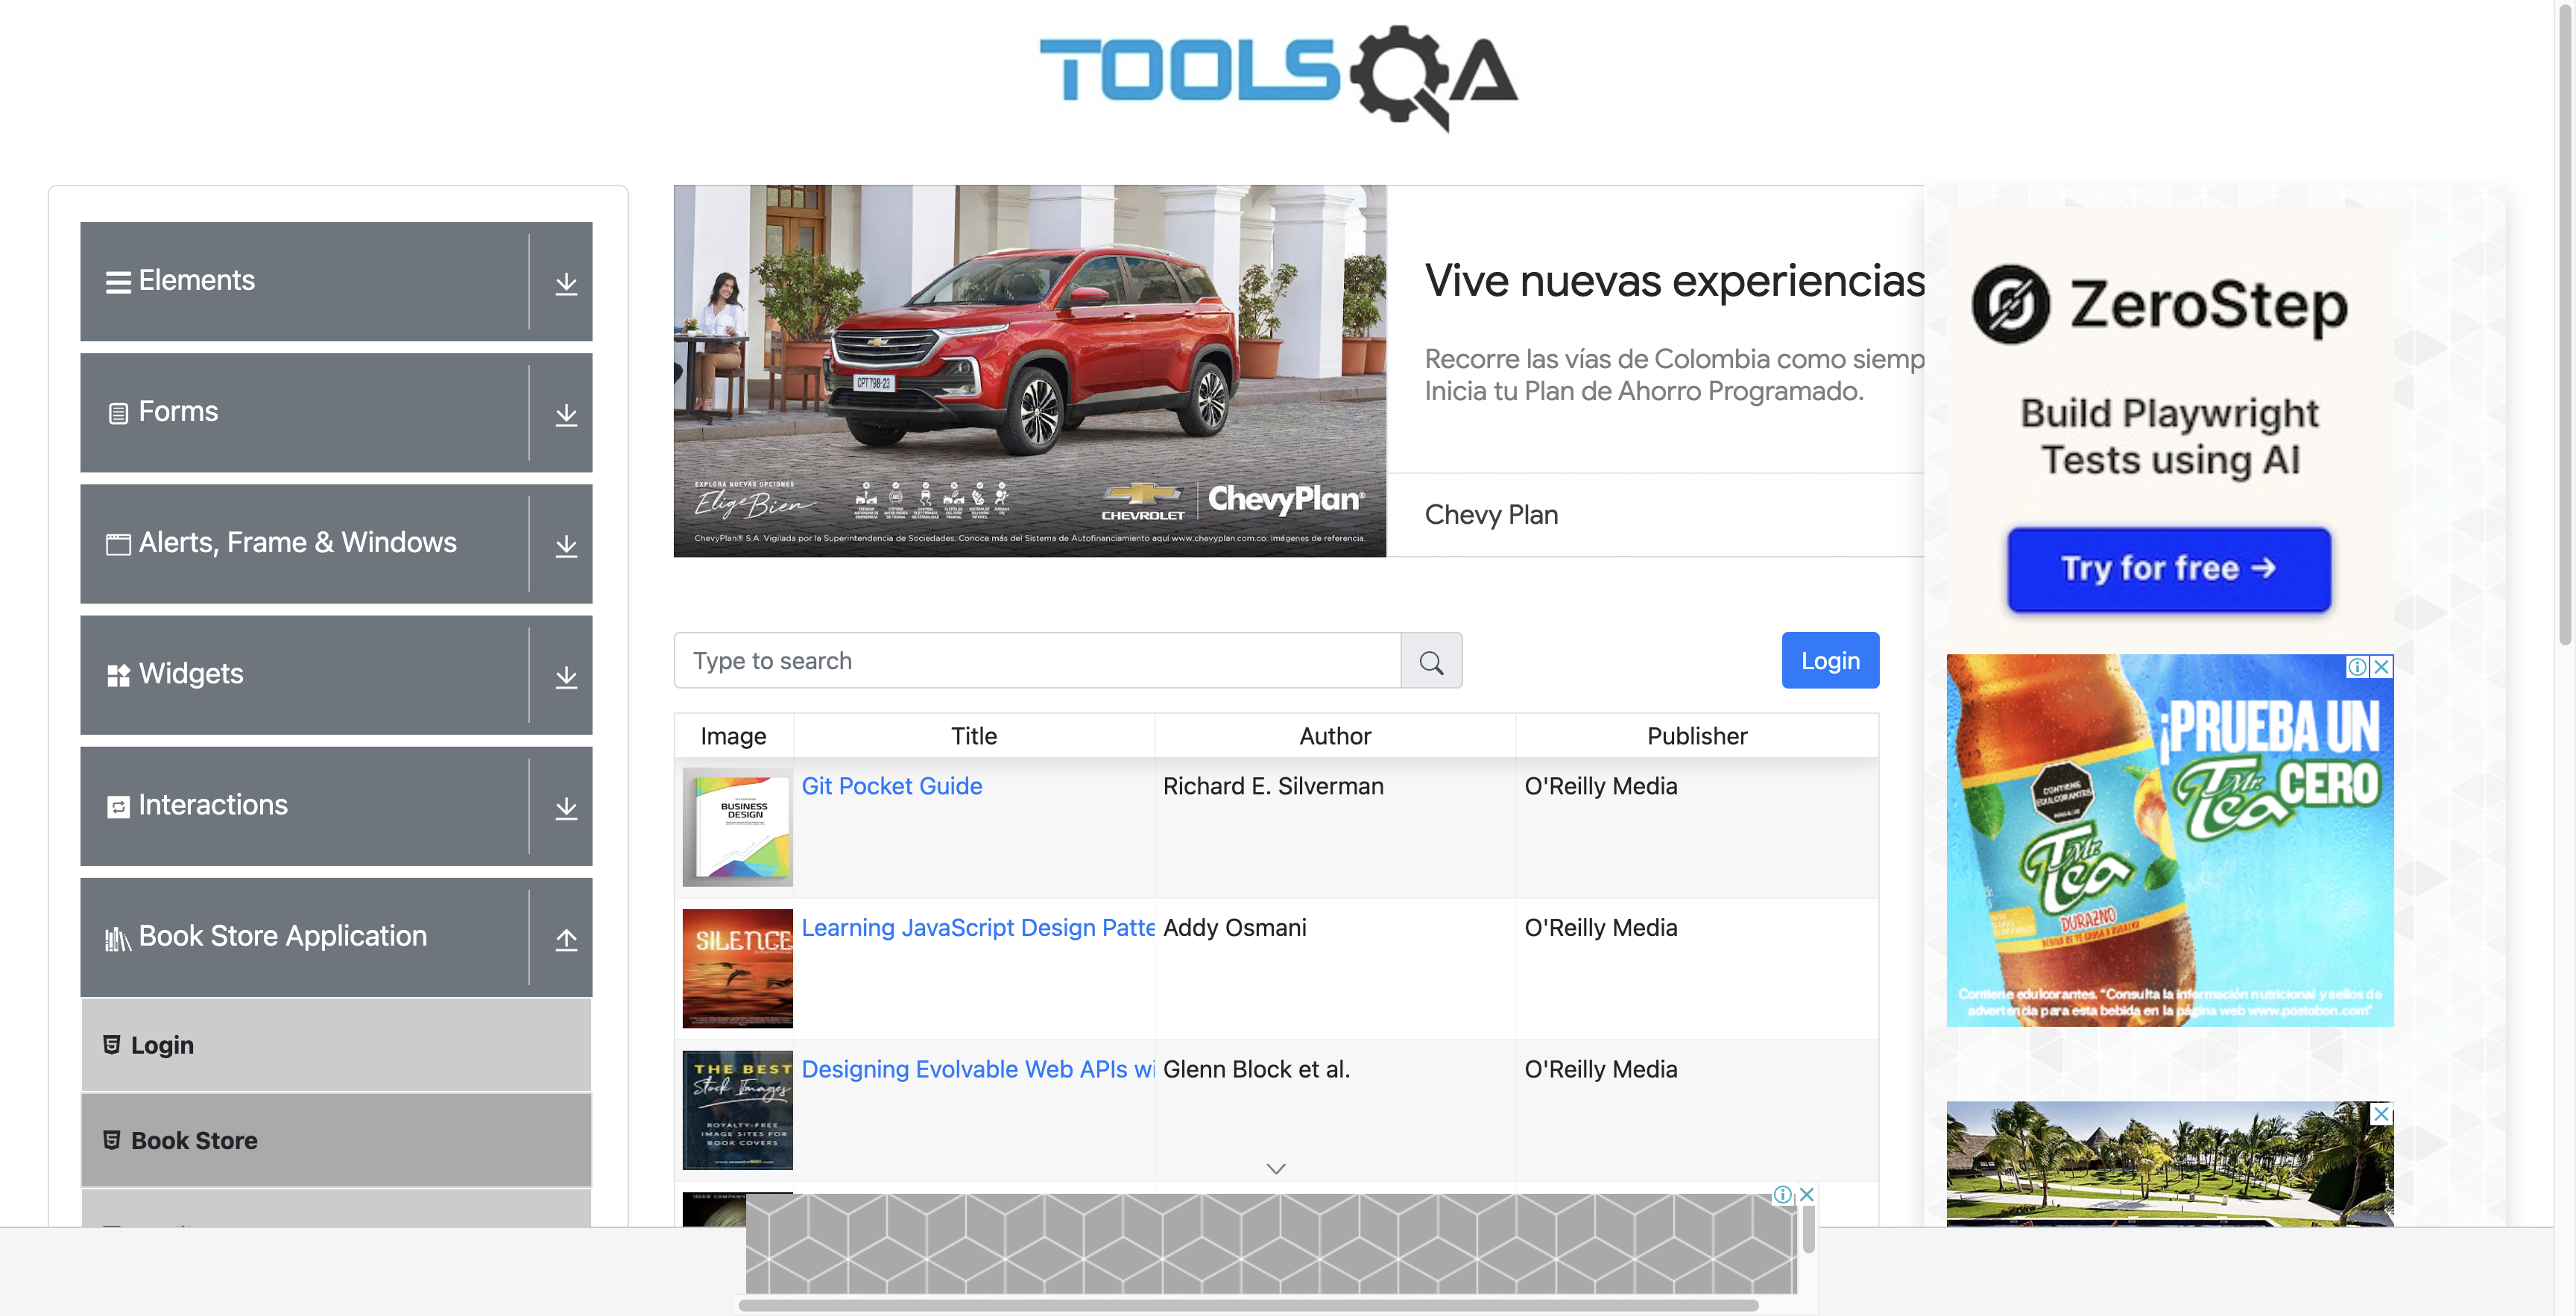 TOOLSQA
Elements
Forms
Alerts, Frame & Windows
Widgets
Interactions
Book Store Application
Login
Book Store
CPT798-23
EXPLORA NUEVAS OPCIONES
Elige Bien
CHEVROLET
ChevyPlan®
ChevyPlan® S.A. Vigilada por la Superintendencia de Sociedades. Conoce más del Sistema de Autofinanciamiento aquí www.chevyplan.com.co. Imágenes de referencia.
Vive nuevas experiencias
Recorre las vías de Colombia como siemp
Inicia tu Plan de Ahorro Programado.
Chevy Plan
Type to search
Login
Image Title Author Publisher
BUSINESS
DESIGN
Git Pocket Guide Richard E. Silverman O'Reilly Media
SILENCE
Learning JavaScript Design Patte Addy Osmani O'Reilly Media
THE BEST
Stock Images
ROYALTY-FREE
IMAGE SITES FOR
BOOK COVERS
Designing Evolvable Web APIs wi Glenn Block et al. O'Reilly Media
ZeroStep
Build Playwright
Tests using AI
Try for free →
¡PRUEBA UN
Mr. Tea CERO
CONTIENE
EDULCORANTES
Mr. Tea
DURAZNO
Contiene edulcorantes. "Consulta la información nutricional y sellos de
advertencia para esta bebida en la página web www.postobon.com"